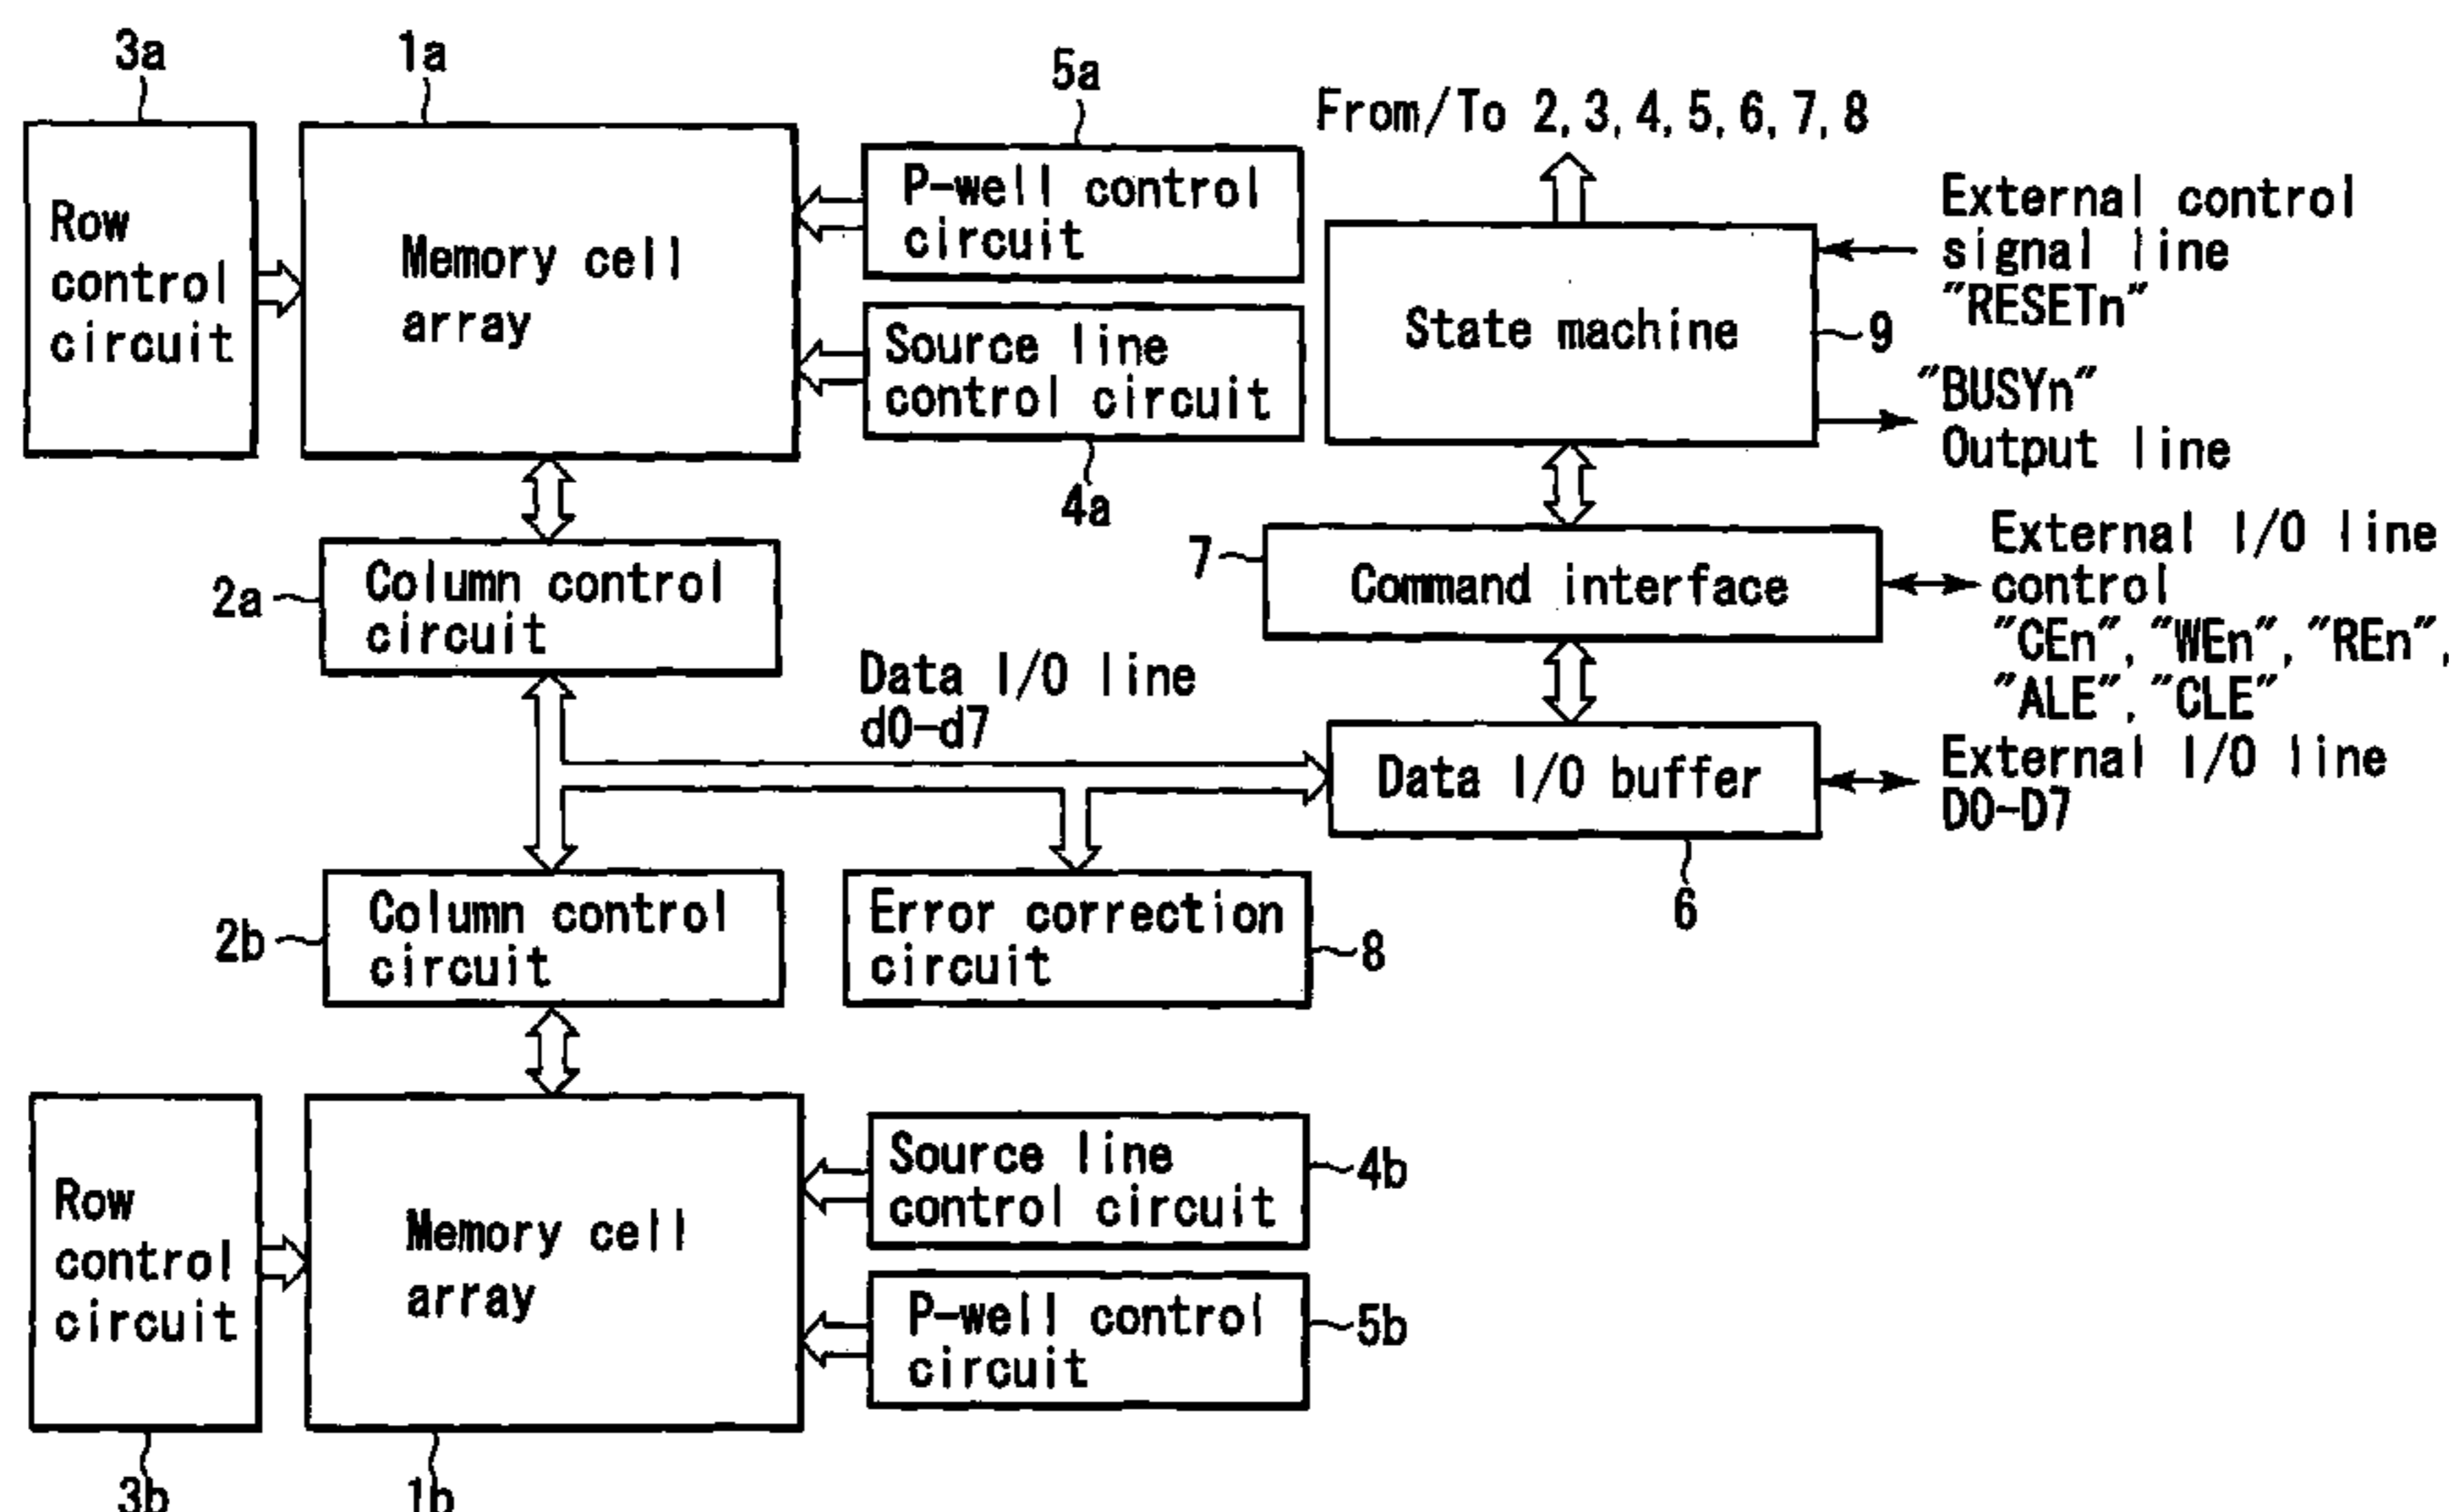 3a
1a
5a
From/To 2, 3, 4, 5, 6, 7, 8
Row
control
circuit
Memory cell
array
P-well control
circuit
Source line
control circuit
4a
State machine
External control
signal line
"RESETn"
9
"BUSYn"
Output line
2a
Column control
circuit
7
Command interface
External I/O line
control
"CEn", "WEn", "REn",
"ALE", "CLE"
Data I/O line
d0-d7
Data I/O buffer
External I/O line
D0-D7
6
2b
Column control
circuit
Error correction
circuit
8
Row
control
circuit
Memory cell
array
Source line
control circuit
4b
P-well control
circuit
5b
3b
1b